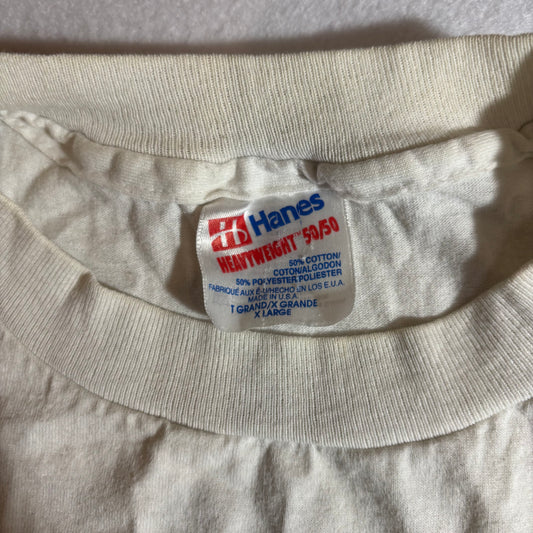 H Hanes
HEAVYWEIGHT™ 50/50
50% COTTON/
COTON/ALGODON
50% POLYESTER POLIESTER
FABRIQUÉ AUX É-U/HECHO EN LOS E.U.A.
MADE IN U.S.A.
T GRAND/X GRANDE
X LARGE